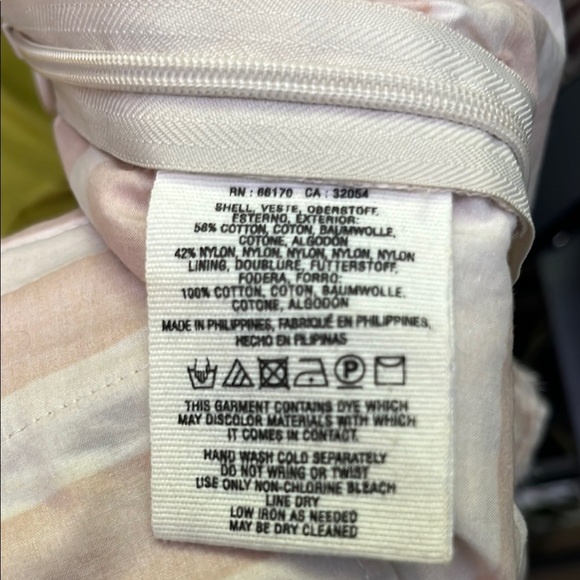 RN : 66170 CA : 32054
SHELL, VESTE, OBERSTOFF,
ESTERNO, EXTERIOR:
58% COTTON, COTON, BAUMWOLLE,
COTONE, ALGODÓN
42% NYLON, NYLON, NYLON, NYLON, NYLON
LINING, DOUBLURE, FUTTERSTOFF,
FODERA, FORRO:
100% COTTON, COTON, BAUMWOLLE,
COTONE, ALGODÓN
MADE IN PHILIPPINES, FABRIQUÉ EN PHILIPPINES,
HECHO EN FILIPINAS
P
THIS GARMENT CONTAINS DYE WHICH
MAY DISCOLOR MATERIALS WITH WHICH
IT COMES IN CONTACT.
HAND WASH COLD SEPARATELY
DO NOT WRING OR TWIST
USE ONLY NON-CHLORINE BLEACH
LINE DRY
LOW IRON AS NEEDED
MAY BE DRY CLEANED